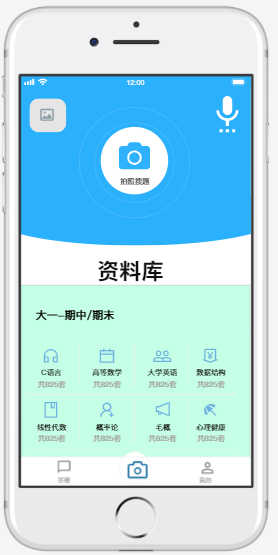 12:00
拍照搜题
资料库
大一--期中/期末
C语言 高等数学 大学英语 数据结构
共825套 共825套 共825套 共825套
线性代数 概率论 毛概 心理健康
共825套 共825套 共825套 共825套
我的